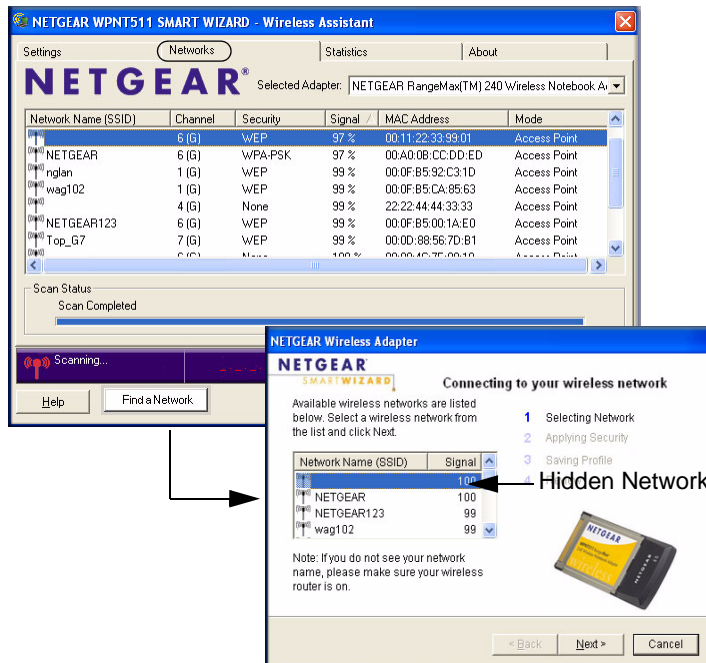 NETGEAR WPNT511 SMART WIZARD - Wireless Assistant
Settings Networks Statistics About
NETGEAR® Selected Adapter: NETGEAR RangeMax(TM) 240 Wireless Notebook A
Network Name (SSID) Channel Security Signal MAC Address Mode
6 (G) WEP 97 % 00:11:22:33:99:01 Access Point
NETGEAR 6 (G) WPA-PSK 97 % 00:A0:0B:CC:DD:ED Access Point
nglan 1 (G) WEP 99 % 00:0F:B5:92:C3:1D Access Point
wag102 1 (G) WEP 99 % 00:0F:B5:CA:85:63 Access Point
4 (G) None 99 % 22:22:44:44:33:33 Access Point
NETGEAR123 6 (G) WEP 99 % 00:0F:B5:00:1A:E0 Access Point
Top_G7 7 (G) WEP 99 % 00:0D:88:56:7D:B1 Access Point
Scan Status
Scan Completed
Scanning...
Help Find a Network
NETGEAR Wireless Adapter
NETGEAR
SMARTWIZARD
Connecting to your wireless network
Available wireless networks are listed
below. Select a wireless network from
the list and click Next.
1 Selecting Network
2 Applying Security
3 Saving Profile
4
Network Name (SSID) Signal
100
NETGEAR 100
NETGEAR123 99
wag102 99
Hidden Network
Note: If you do not see your network
name, please make sure your wireless
router is on.
NETGEAR
wireless
NETGEAR
< Back Next > Cancel